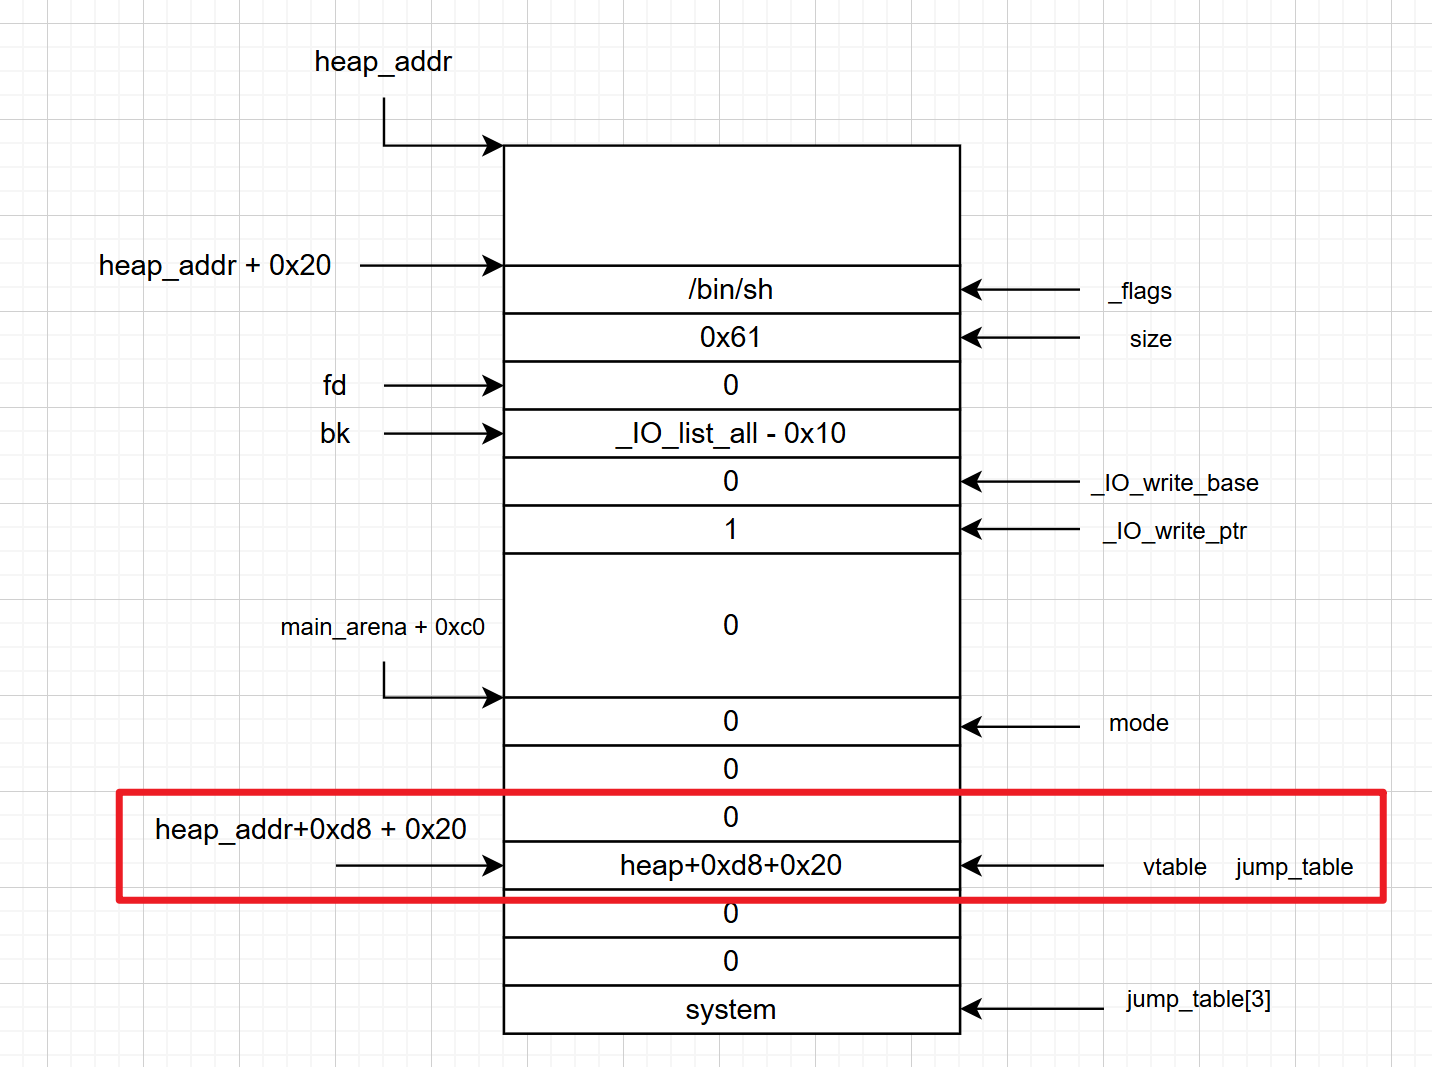 heap_addr
heap_addr + 0x20
/bin/sh
_flags
0x61
size
fd
0
bk
_IO_list_all - 0x10
0
_IO_write_base
1
_IO_write_ptr
main_arena + 0xc0
0
0
mode
0
heap_addr+0xd8 + 0x20
0
heap+0xd8+0x20
vtable jump_table
0
0
system
jump_table[3]